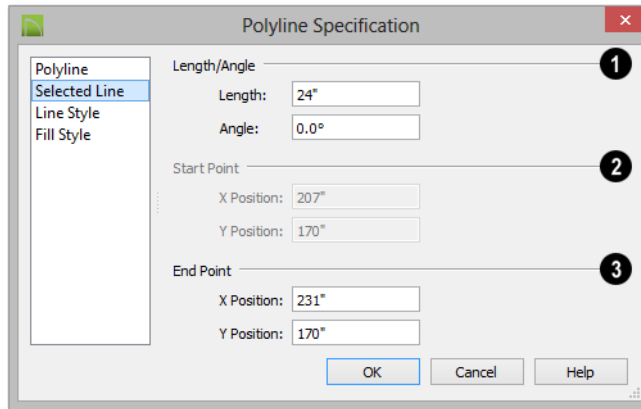 Polyline Specification
Polyline
Selected Line
Line Style
Fill Style
Length/Angle
1
Length: 24"
Angle: 0.0°
Start Point
2
X Position: 207"
Y Position: 170"
End Point
3
X Position: 231"
Y Position: 170"
OK Cancel Help